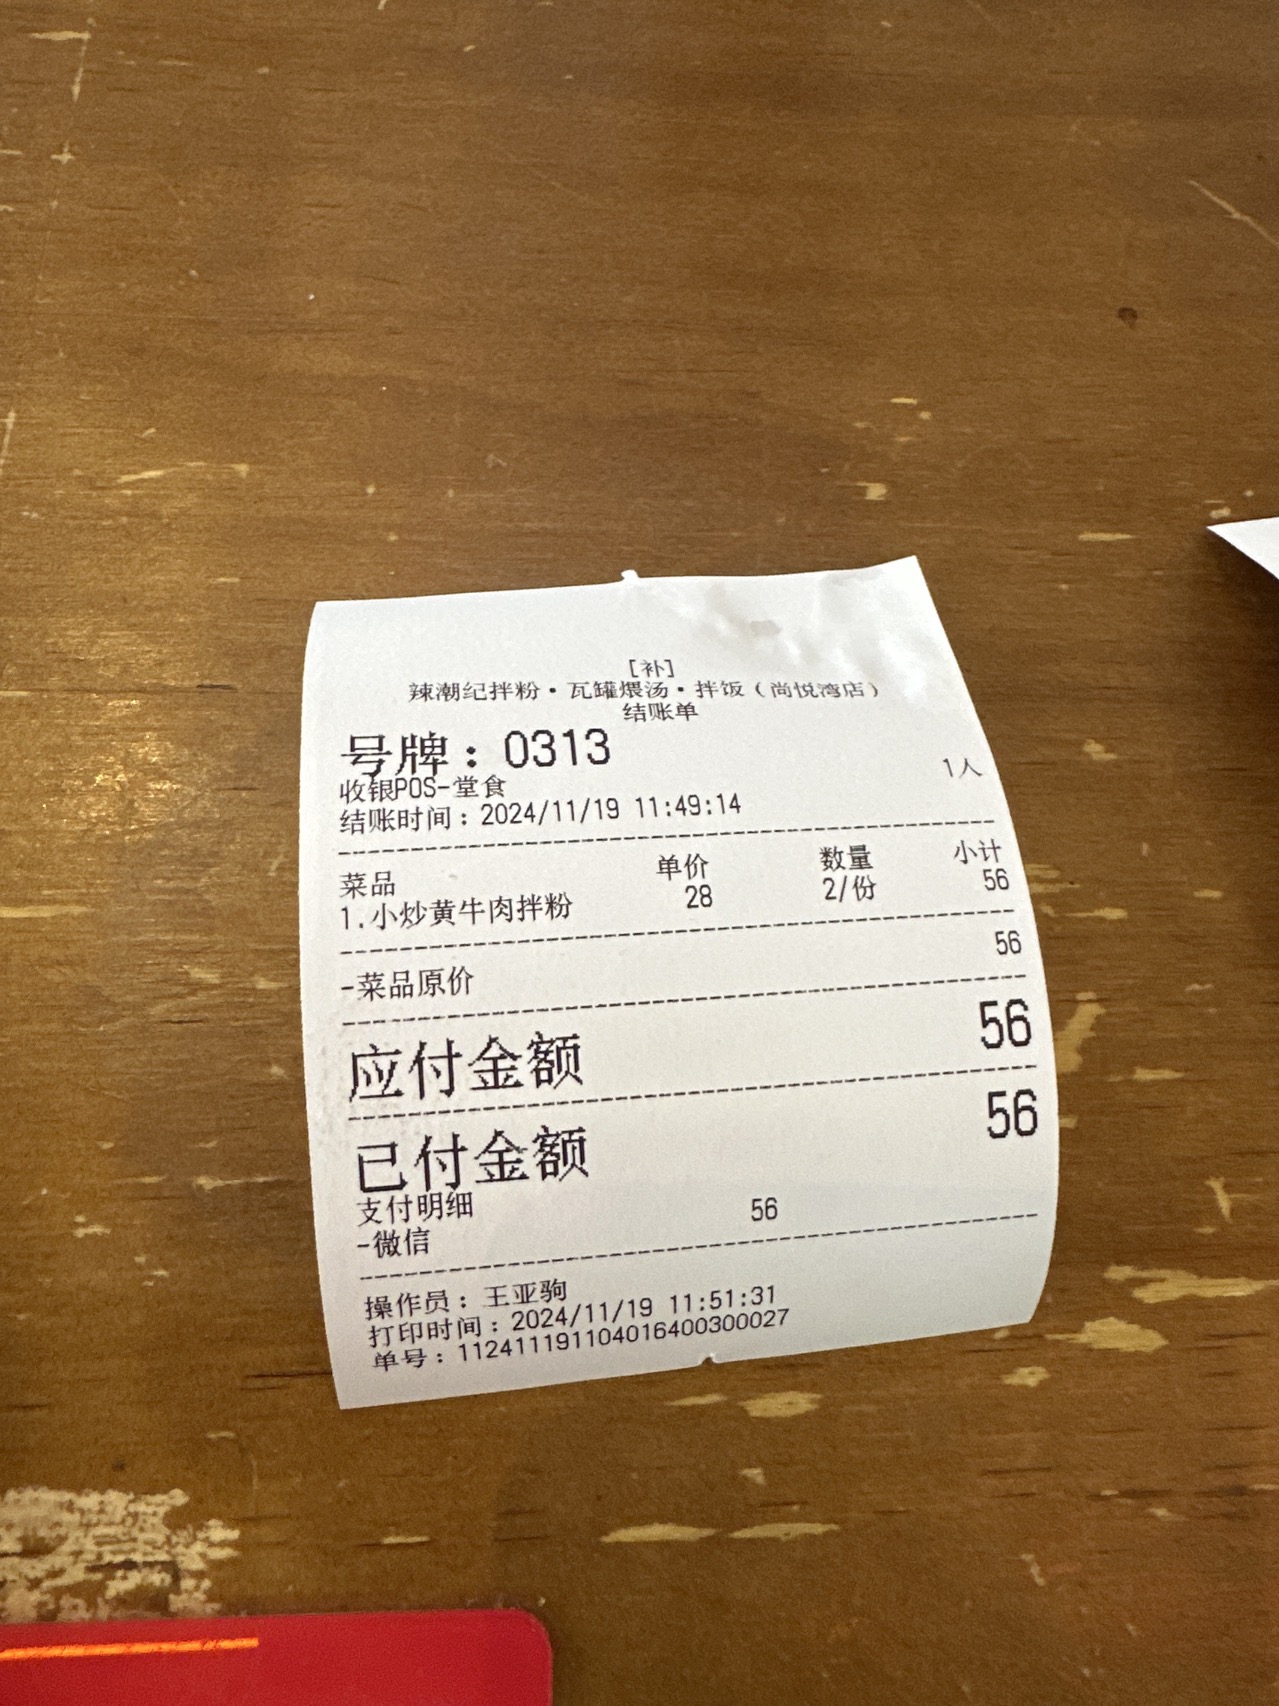 [补]
辣潮纪拌粉·瓦罐煨汤·拌饭（尚悦湾店）
结账单
号牌：0313
收银POS-堂食 1人
结账时间：2024/11/19 11:49:14
菜品 单价 数量 小计
1.小炒黄牛肉拌粉 28 2/份 56
-菜品原价 56
应付金额 56
已付金额 56
支付明细
-微信 56
操作员：王亚驹
打印时间：2024/11/19 11:51:31
单号：112411191104016400300027